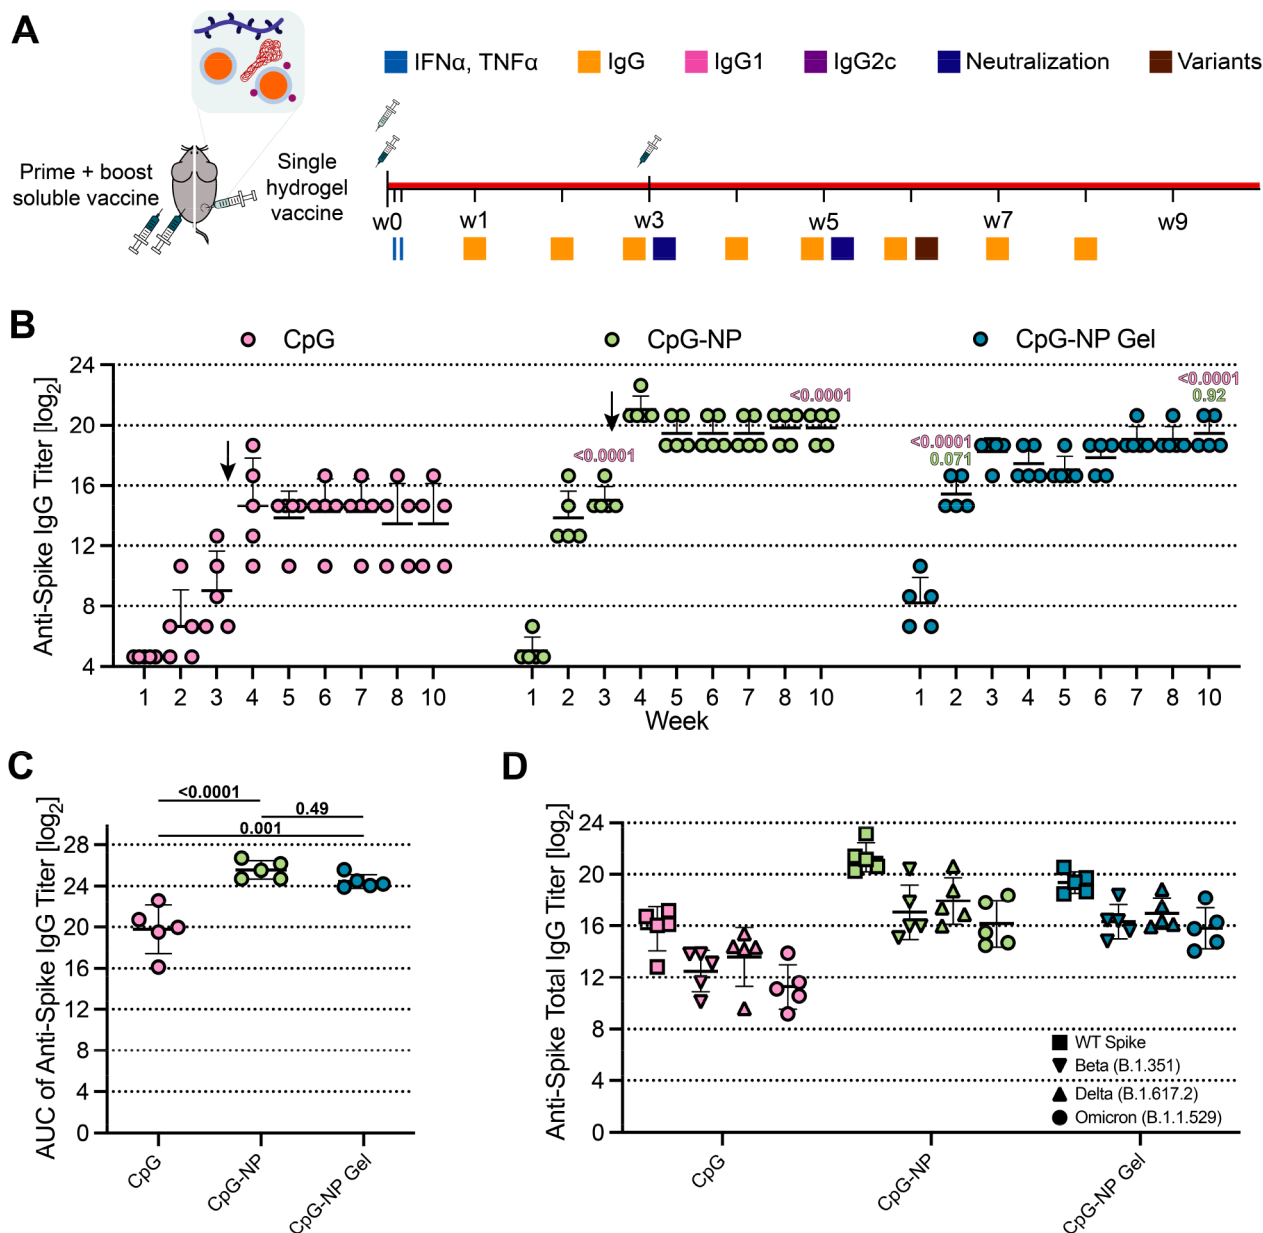 A
IFNα, TNFα
IgG
IgG1
IgG2c
Neutralization
Variants
Prime + boost
soluble vaccine
Single
hydrogel
vaccine
w0
w1
w3
w5
w7
w9
B
CpG
CpG-NP
CpG-NP Gel
Anti-Spike IgG Titer [log2]
24
20
16
12
8
4
<0.0001
<0.0001
<0.0001
0.071
<0.0001
0.92
1 2 3 4 5 6 7 8 10
1 2 3 4 5 6 7 8 10
1 2 3 4 5 6 7 8 10
Week
C
AUC of Anti-Spike IgG Titer [log2]
<0.0001
0.49
0.001
28
24
20
16
12
8
4
0
CpG
CpG-NP
CpG-NP Gel
D
Anti-Spike Total IgG Titer [log2]
24
20
16
12
8
4
0
WT Spike
Beta (B.1.351)
Delta (B.1.617.2)
Omicron (B.1.1.529)
CpG
CpG-NP
CpG-NP Gel